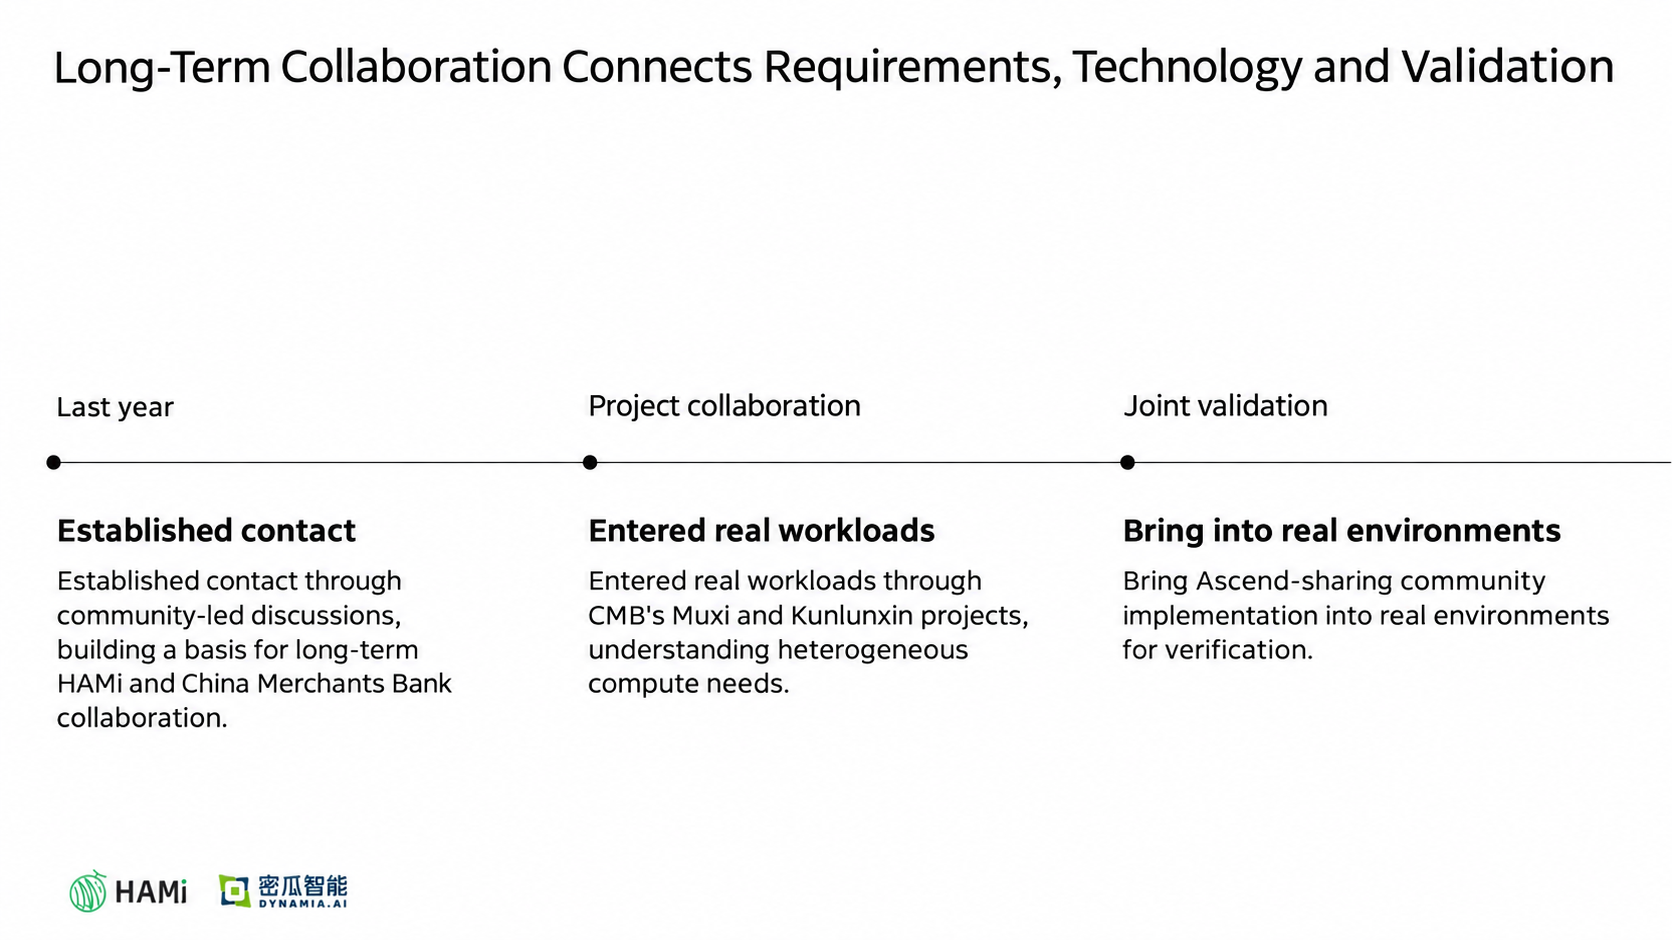 Long-Term Collaboration Connects Requirements, Technology and Validation
Last year
Project collaboration
Joint validation
Established contact
Established contact through
community-led discussions,
building a basis for long-term
HAMi and China Merchants Bank
collaboration.
Entered real workloads
Entered real workloads through
CMB's Muxi and Kunlunxin projects,
understanding heterogeneous
compute needs.
Bring into real environments
Bring Ascend-sharing community
implementation into real environments
for verification.
HAMi
密瓜智能
DYNAMIA.AI